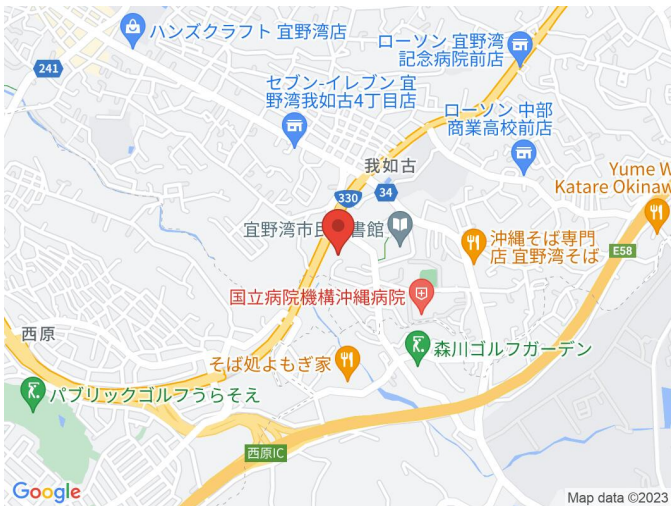 ハンズクラフト 宜野湾店
ローソン 宜野湾
記念病院前店
241
セブン-イレブン 宜
野湾我如古4丁目店
ローソン 中部
商業高校前店
我如古
Yume W
Katare Okinaw
330
34
宜野湾市民
書館
沖縄そば専門
店 宜野湾そば
E58
国立病院機構沖縄病院
西原
森川ゴルフガーデン
そば処よもぎ家
パブリックゴルフうらそえ
西原IC
Google
Map data ©2023